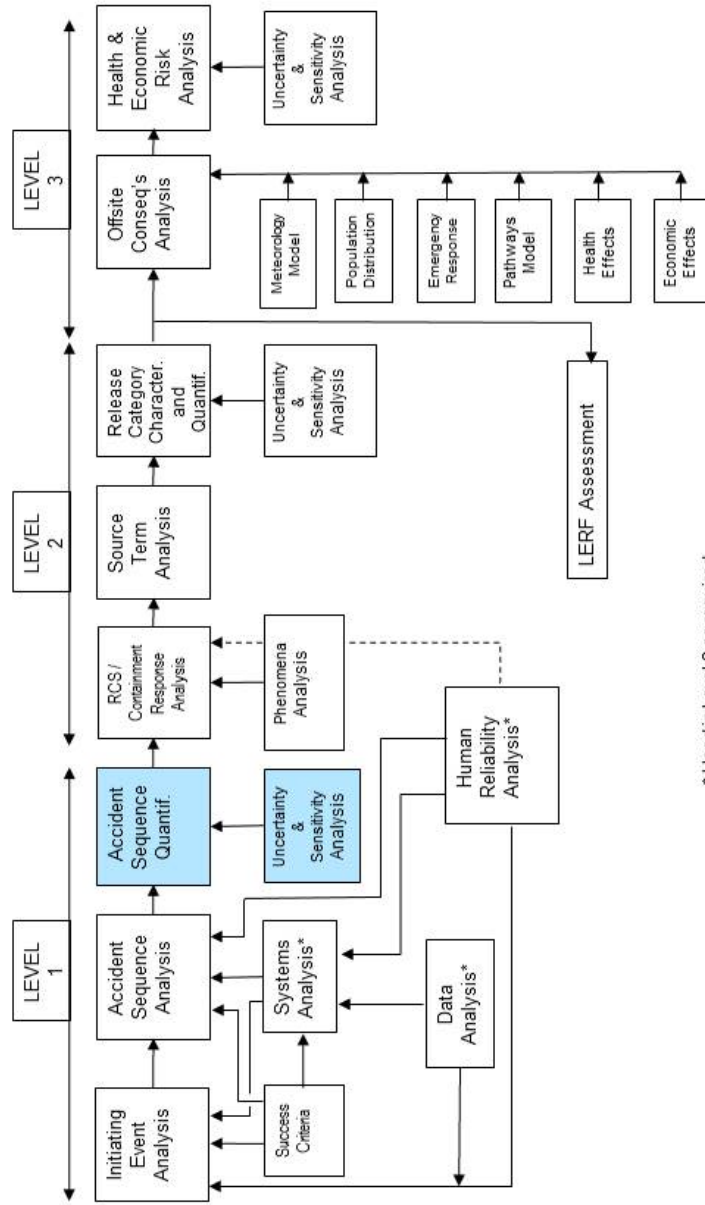 LEVEL
1
LEVEL
2
LEVEL
3
Initiating
Event
Analysis
Accident
Sequence
Analysis
Accident
Sequence
Quantif.
RCS /
Containment
Response
Analysis
Source
Term
Analysis
Release
Category
Character.
and
Quantif.
Offsite
Conseq's
Analysis
Health &
Economic
Risk
Analysis
Success
Criteria
Systems
Analysis*
Uncertainty
&
Sensitivity
Analysis
Phenomena
Analysis
Uncertainty
&
Sensitivity
Analysis
Meteorology
Model
Population
Distribution
Emergency
Response
Pathways
Model
Health
Effects
Economic
Effects
Uncertainty
&
Sensitivity
Analysis
Data
Analysis*
Human
Reliability
Analysis*
LERF Assessment